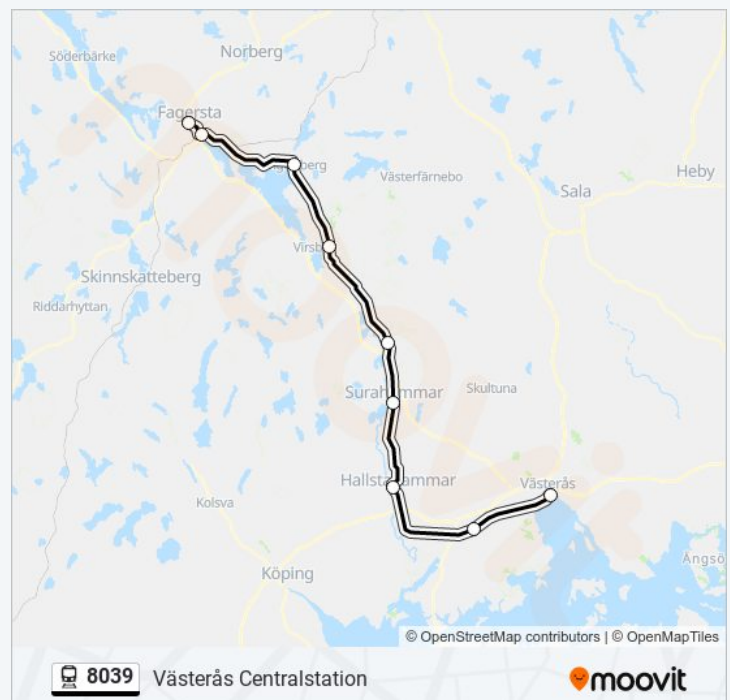 Söderbärke
Norberg
Fagersta
Västerfärnebo
Heby
Sala
Skinnskatteberg
Riddarhyttan
Surahammar
Skultuna
Hallstahammar
Västerås
Kolsva
Ängsö
Köping
© OpenStreetMap contributors | © OpenMapTiles
8039 Västerås Centralstation
moovit